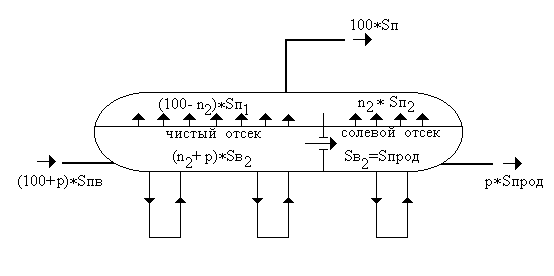 100*Sп
(100- n₂)*Sп₁
n₂* Sп₂
чистый отсек
солевой отсек
(n₂+ p)*Sв₂
Sв₂=Sпрод
(100+p)*Sпв
p*Sпрод